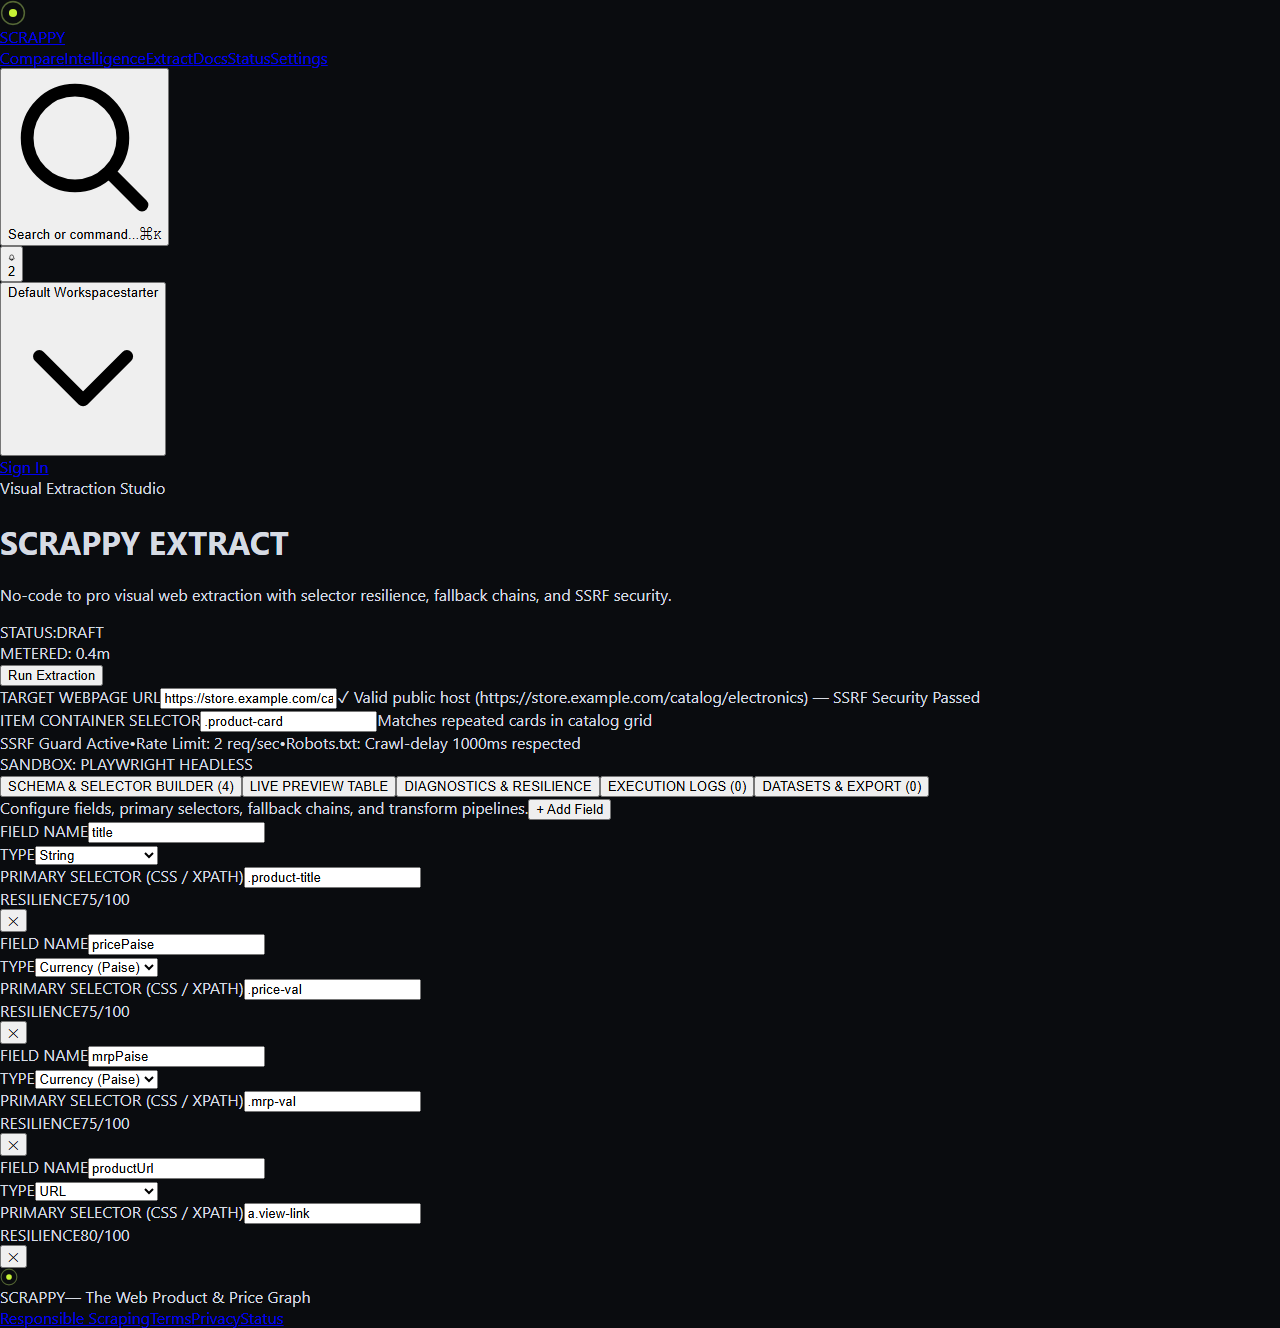 SCRAPPY
CompareIntelligenceExtractDocsStatusSettings
Search or command...⌘K
2
Default Workspacestarter
Sign In
Visual Extraction Studio
SCRAPPY EXTRACT
No-code to pro visual web extraction with selector resilience, fallback chains, and SSRF security.
STATUS:DRAFT
METERED: 0.4m
Run Extraction
TARGET WEBPAGE URL https://store.example.com/ca ✓ Valid public host (https://store.example.com/catalog/electronics) — SSRF Security Passed
ITEM CONTAINER SELECTOR .product-card Matches repeated cards in catalog grid
SSRF Guard Active•Rate Limit: 2 req/sec•Robots.txt: Crawl-delay 1000ms respected
SANDBOX: PLAYWRIGHT HEADLESS
SCHEMA & SELECTOR BUILDER (4) LIVE PREVIEW TABLE DIAGNOSTICS & RESILIENCE EXECUTION LOGS (0) DATASETS & EXPORT (0)
Configure fields, primary selectors, fallback chains, and transform pipelines. + Add Field
FIELD NAME title
TYPE String
PRIMARY SELECTOR (CSS / XPATH) .product-title
RESILIENCE75/100
✕
FIELD NAME pricePaise
TYPE Currency (Paise)
PRIMARY SELECTOR (CSS / XPATH) .price-val
RESILIENCE75/100
✕
FIELD NAME mrpPaise
TYPE Currency (Paise)
PRIMARY SELECTOR (CSS / XPATH) .mrp-val
RESILIENCE75/100
✕
FIELD NAME productUrl
TYPE URL
PRIMARY SELECTOR (CSS / XPATH) a.view-link
RESILIENCE80/100
✕
SCRAPPY— The Web Product & Price Graph
Responsible ScrapingTermsPrivacyStatus